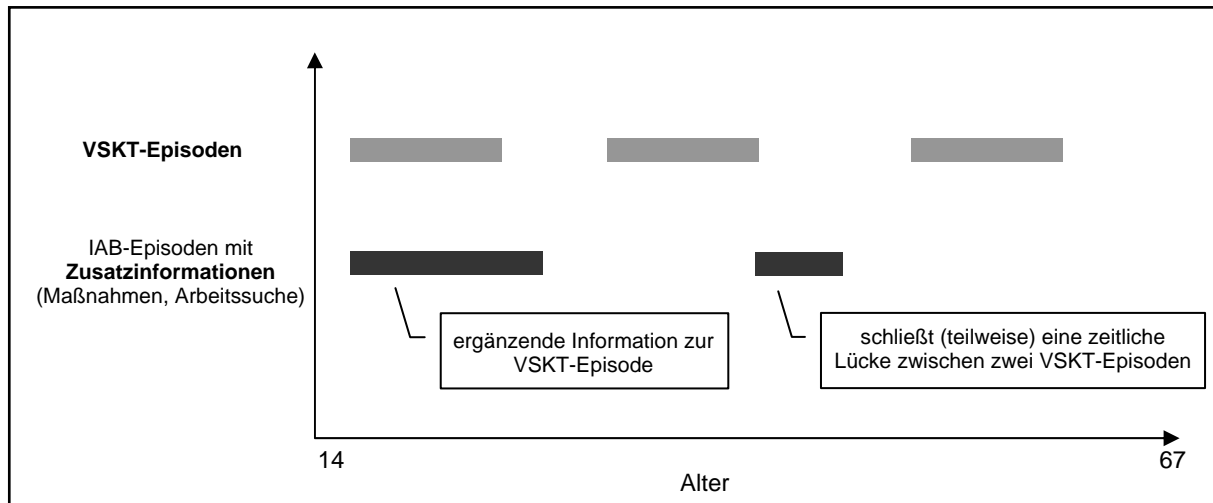 VSKT-Episoden
IAB-Episoden mit
Zusatzinformationen
(Maßnahmen, Arbeitssuche)
ergänzende Information zur
VSKT-Episode
schließt (teilweise) eine zeitliche
Lücke zwischen zwei VSKT-Episoden
14
67
Alter